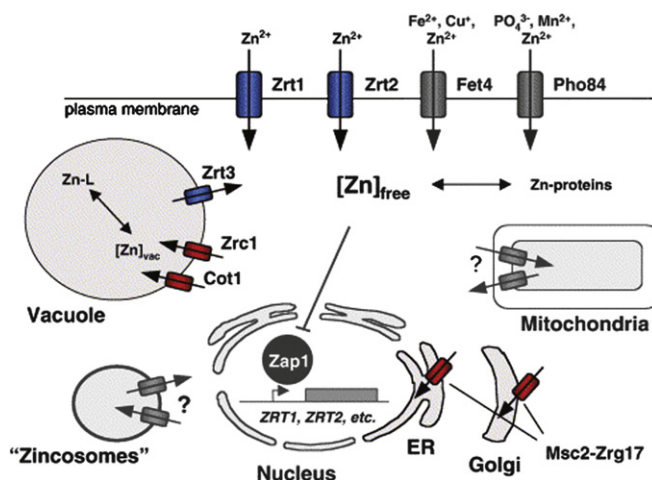 Zn²⁺
Zn²⁺
Fe²⁺, Cu⁺,
Zn²⁺
PO₄³⁻, Mn²⁺,
Zn²⁺
plasma membrane
Zrt1
Zrt2
Fet4
Pho84
Zrt3
Zn-L
[Zn]free
Zn-proteins
[Zn]vac
Zrc1
Cot1
Vacuole
?
Mitochondria
Zap1
ZRT1, ZRT2, etc.
Nucleus
?
"Zincosomes"
ER
Golgi
Msc2-Zrg17